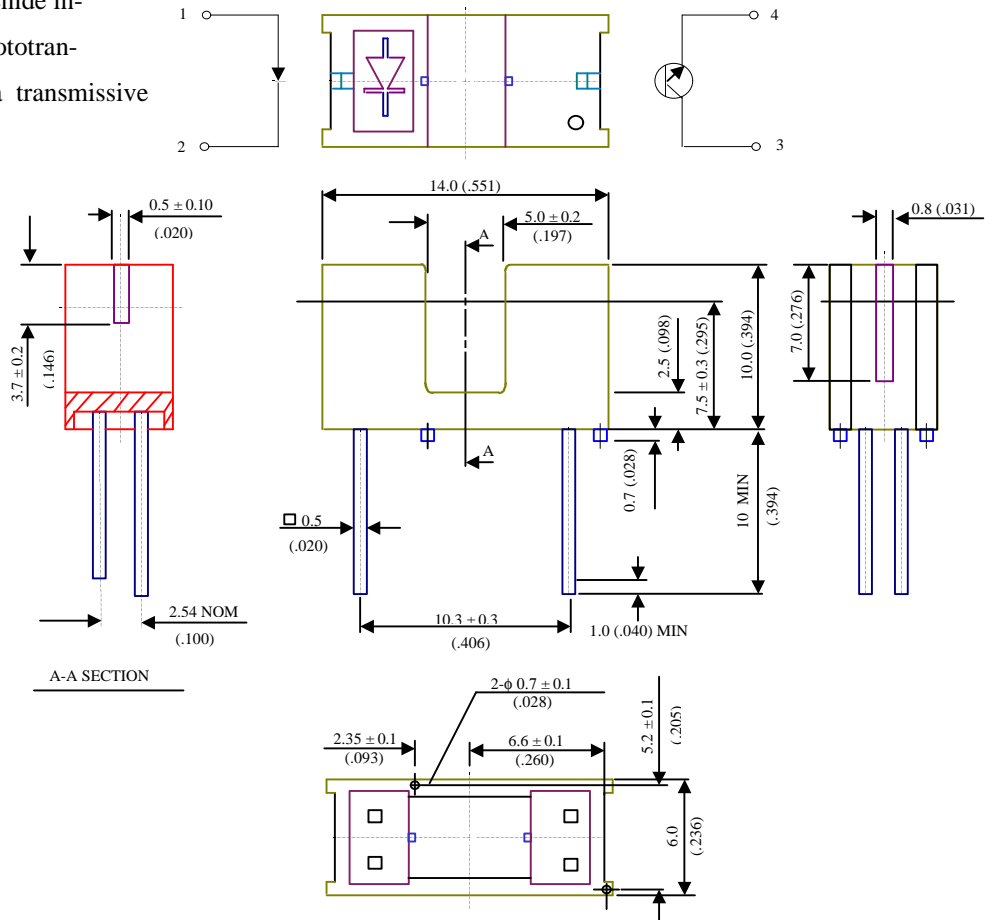 enide in-
ototran-
a transmissive
1
2
4
3
14.0 (.551)
5.0 ± 0.2
(.197)
A
A
0.5 ± 0.10
(.020)
3.7 ± 0.2
(.146)
2.54 NOM
(.100)
A-A SECTION
2.5 (.098)
7.5 ± 0.3 (.295)
10.0 (.394)
0.7 (.028)
10 MIN
(.394)
0.5
(.020)
10.3 ± 0.3
(.406)
1.0 (.040) MIN
0.8 (.031)
7.0 (.276)
2-ϕ 0.7 ± 0.1
(.028)
2.35 ± 0.1
(.093)
6.6 ± 0.1
(.260)
5.2 ± 0.1
(.205)
6.0
(.236)